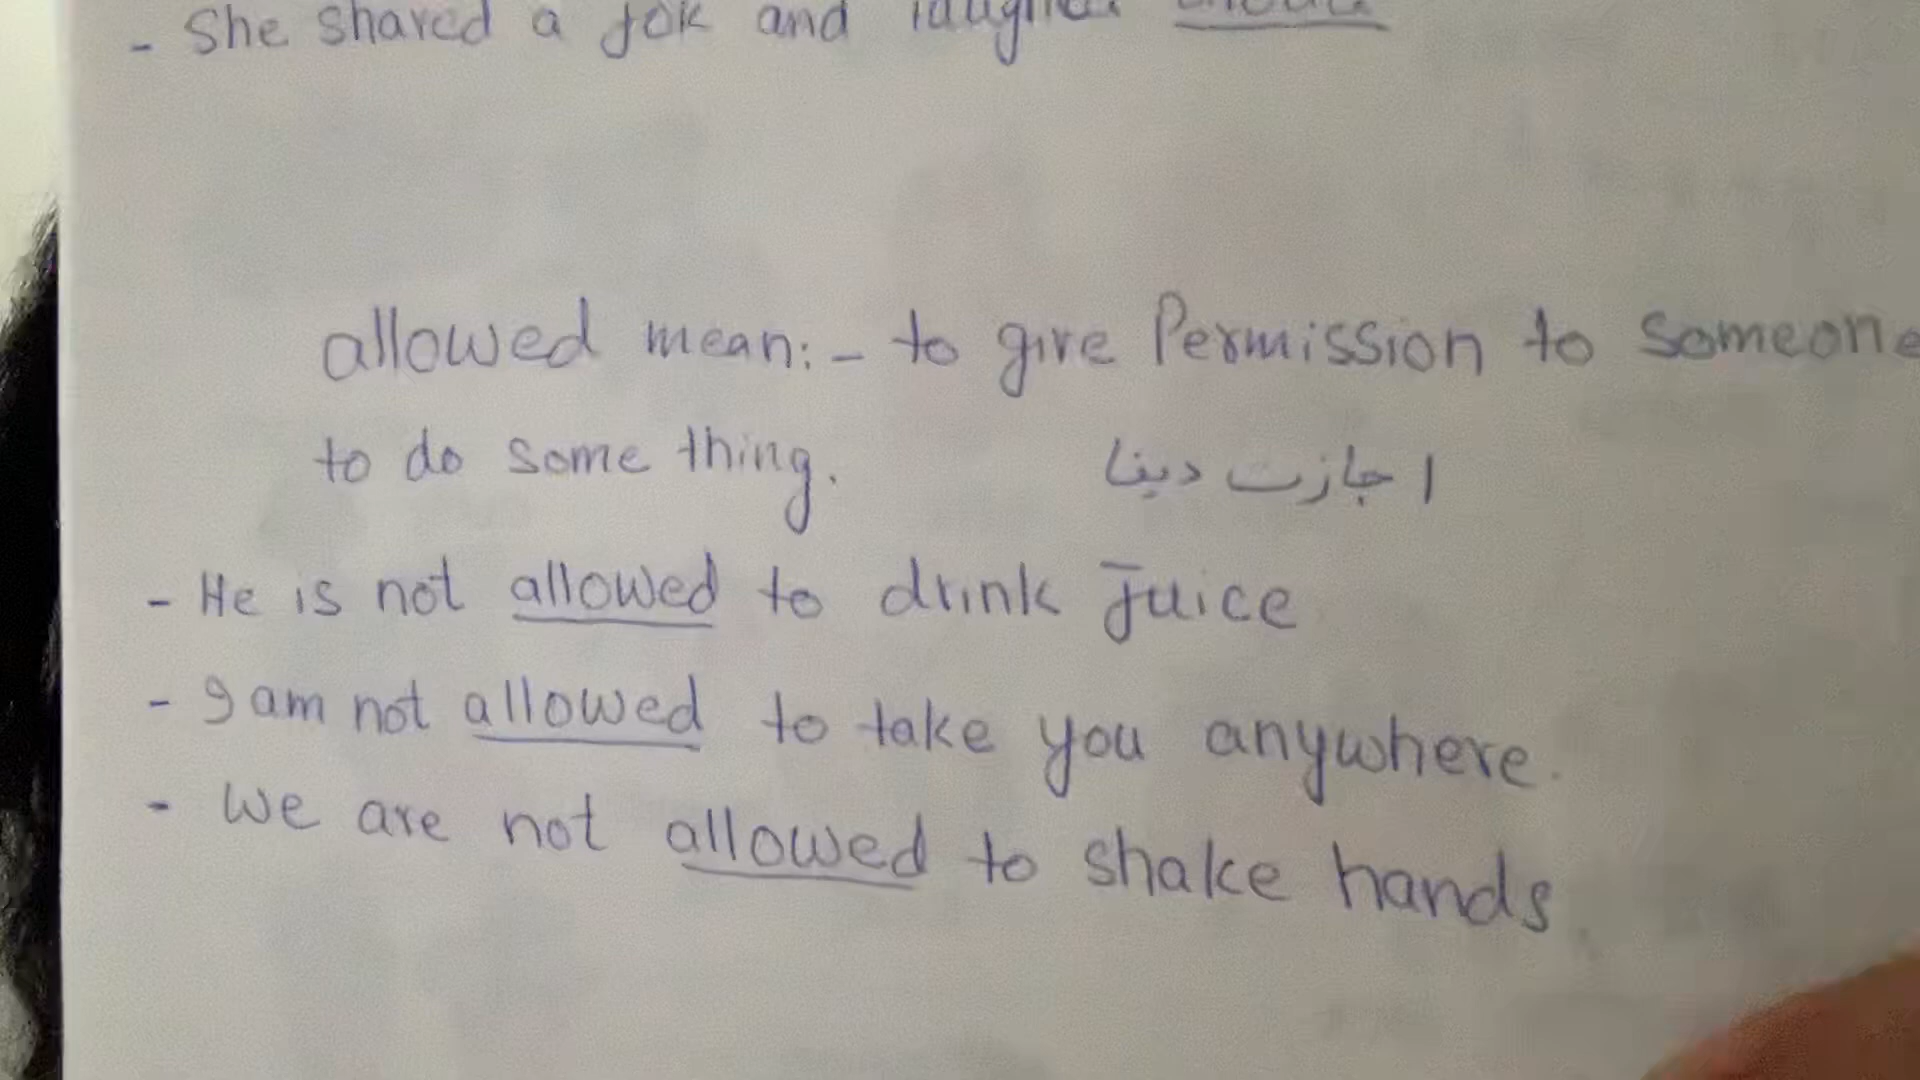 - She shared a jok and laughed
allowed mean:- to give Permission to someone
to do some thing. اجازت دینا
- He is not allowed to drink Juice
- I am not allowed to take you anywhere.
- We are not allowed to shake hands.